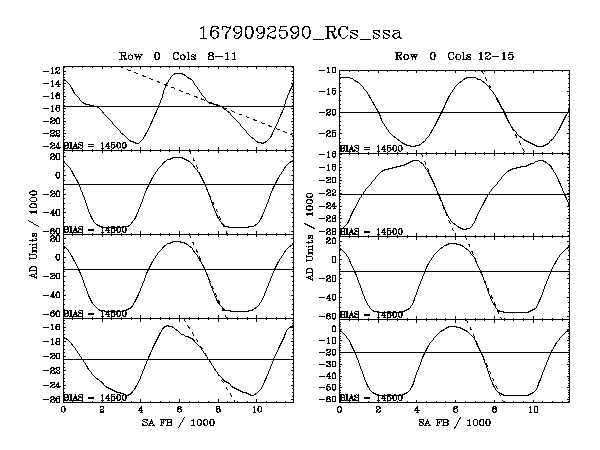 1679092590_RCs_ssa
Row 0 Cols 8-11
Row 0 Cols 12-15
-12
-14
-16
-18
-20
-22
-24
BIAS = 14500
20
0
-20
-40
-60
BIAS = 14500
20
0
-20
-40
-60
BIAS = 14500
-16
-18
-20
-22
-24
-26
BIAS = 14500
0 2 4 6 8 10
SA FB / 1000
AD Units / 1000
-10
-15
-20
-25
BIAS = 14500
-16
-18
-20
-22
-24
-26
-28
BIAS = 14500
20
0
-20
-40
-60
BIAS = 14500
0
-10
-20
-30
-40
-50
-60
BIAS = 14500
0 2 4 6 8 10
SA FB / 1000
AD Units / 1000